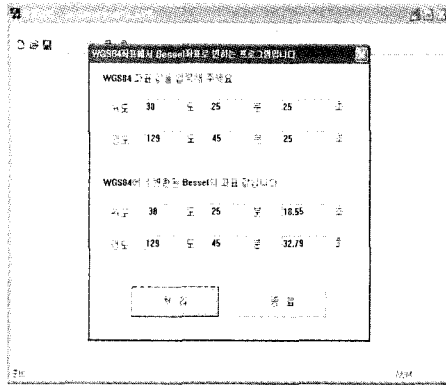 WGS84좌표에서 Bessel좌표로 변환하는 프로그램입니다
WGS84 좌표 값을 입력해 주세요
위도 38 도 25 분 25 초
경도 129 도 45 분 25 초
WGS84에서 변환된 Bessel의 좌표 값입니다
위도 38 도 25 분 18.55 초
경도 129 도 45 분 32.79 초